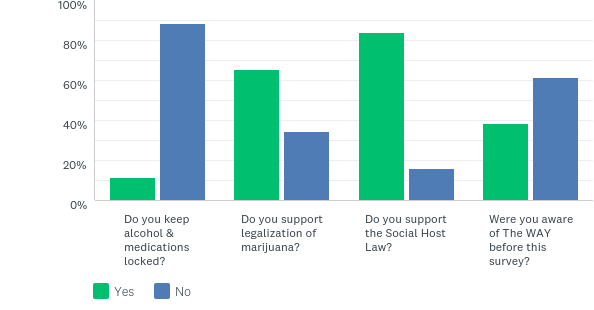 100%
80%
60%
40%
20%
0%
Do you keep
alcohol &
medications
locked?
Do you support
legalization of
marijuana?
Do you support
the Social Host
Law?
Were you aware
of The WAY
before this
survey?
Yes
No